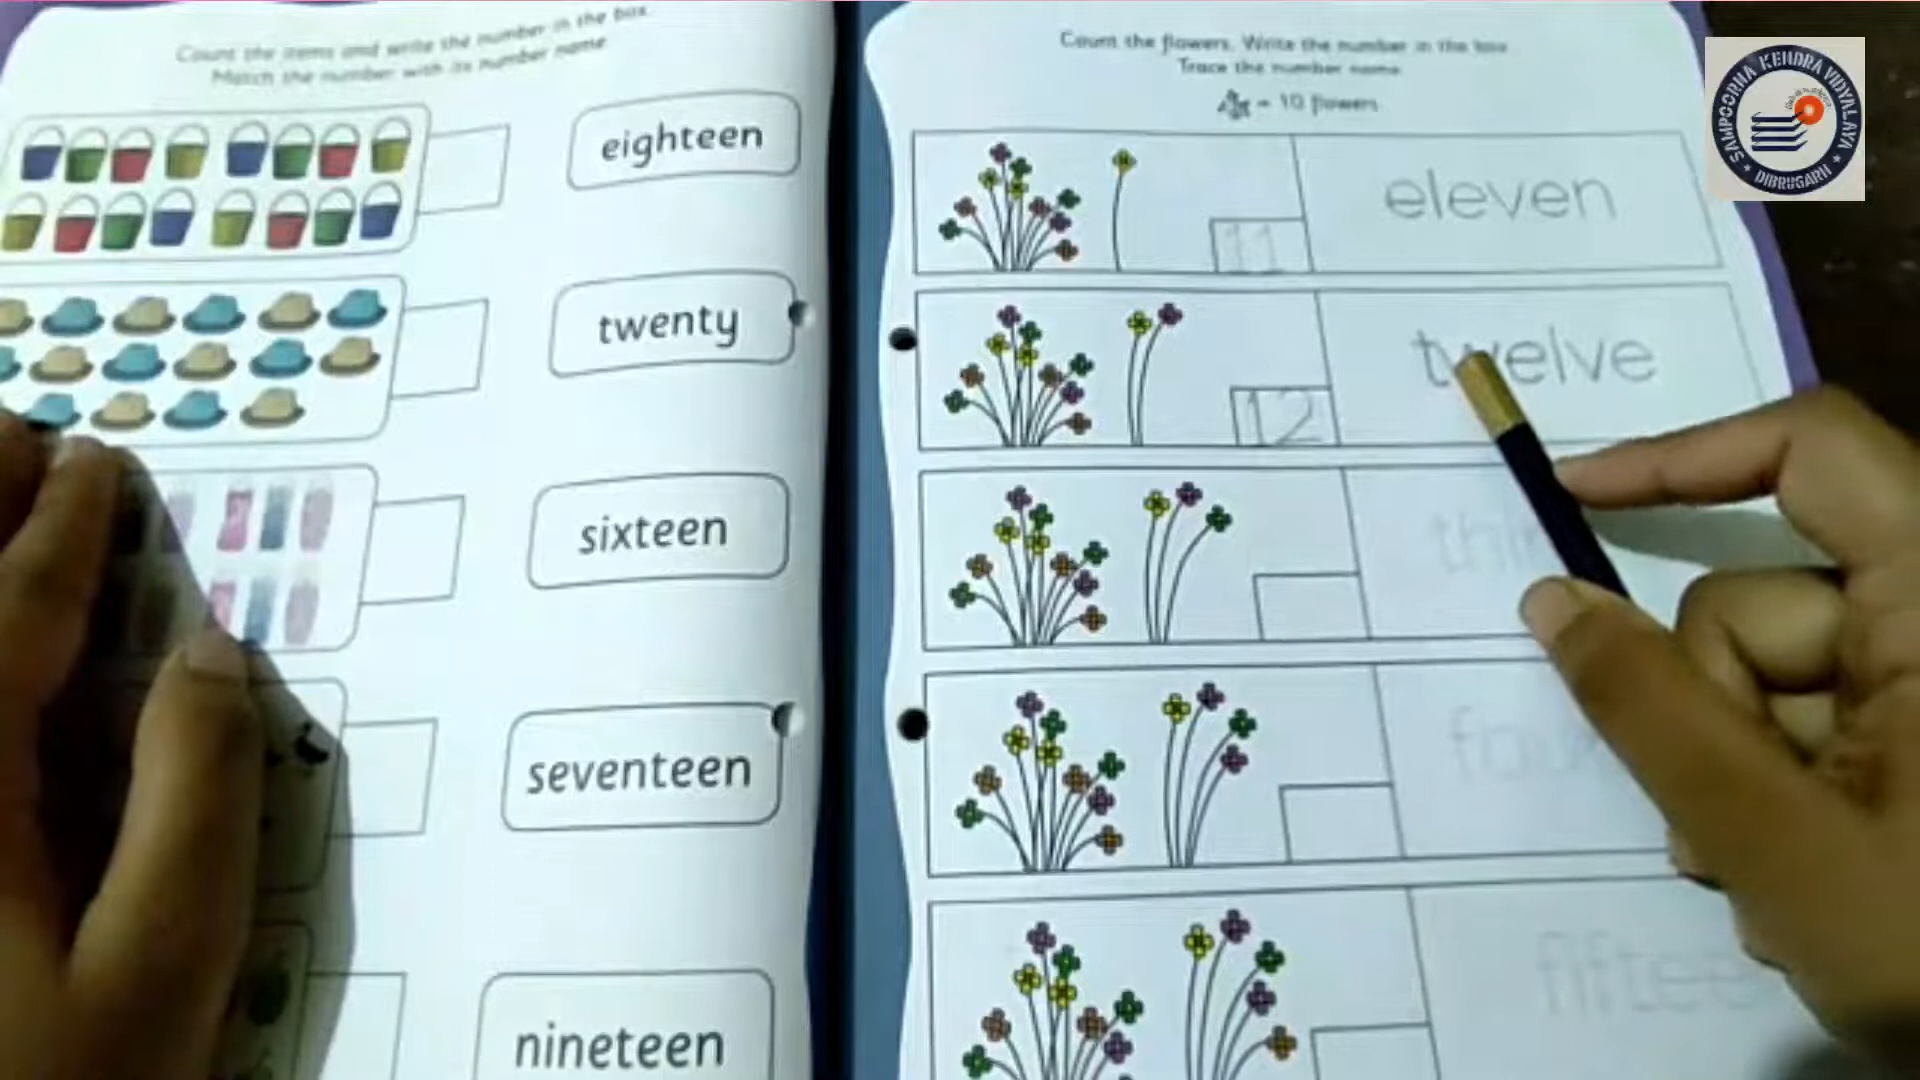 Count the items and write the number in the box.
Match the number with its number name.
eighteen
twenty
sixteen
seventeen
nineteen
Count the flowers. Write the number in the box.
Trace the number name.
= 10 flowers
11
eleven
12
twelve
SAMPOORNA KENDRA VIDYALAYA
DIBRUGARH